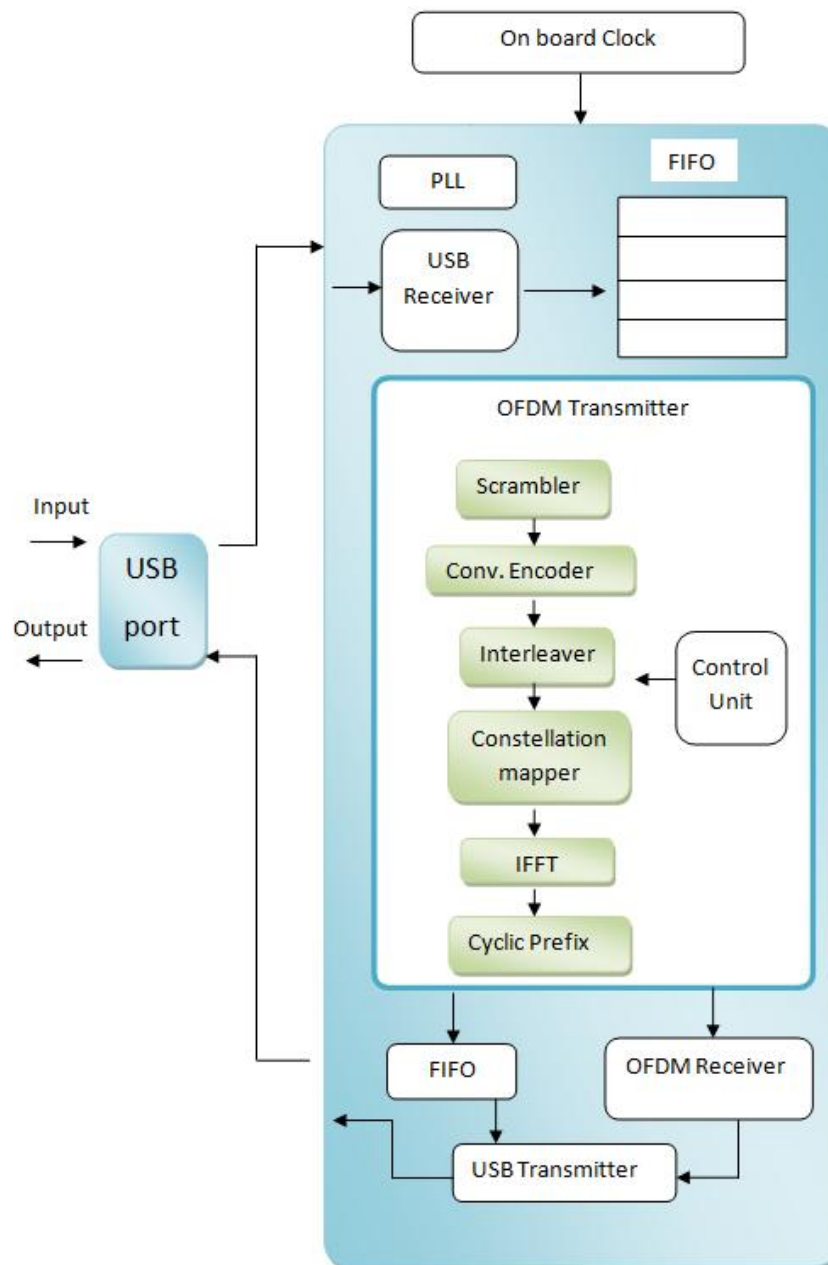 On board Clock
PLL
FIFO
USB
Receiver
OFDM Transmitter
Scrambler
Conv. Encoder
Interleaver
Control
Unit
Constellation
mapper
IFFT
Cyclic Prefix
Input
USB
port
Output
FIFO
OFDM Receiver
USB Transmitter